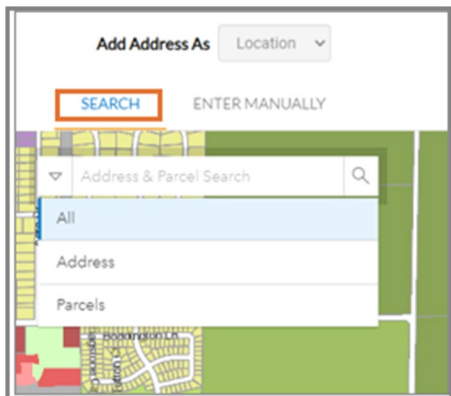 Add Address As Location
SEARCH ENTER MANUALLY
Address & Parcel Search
All
Address
Parcels